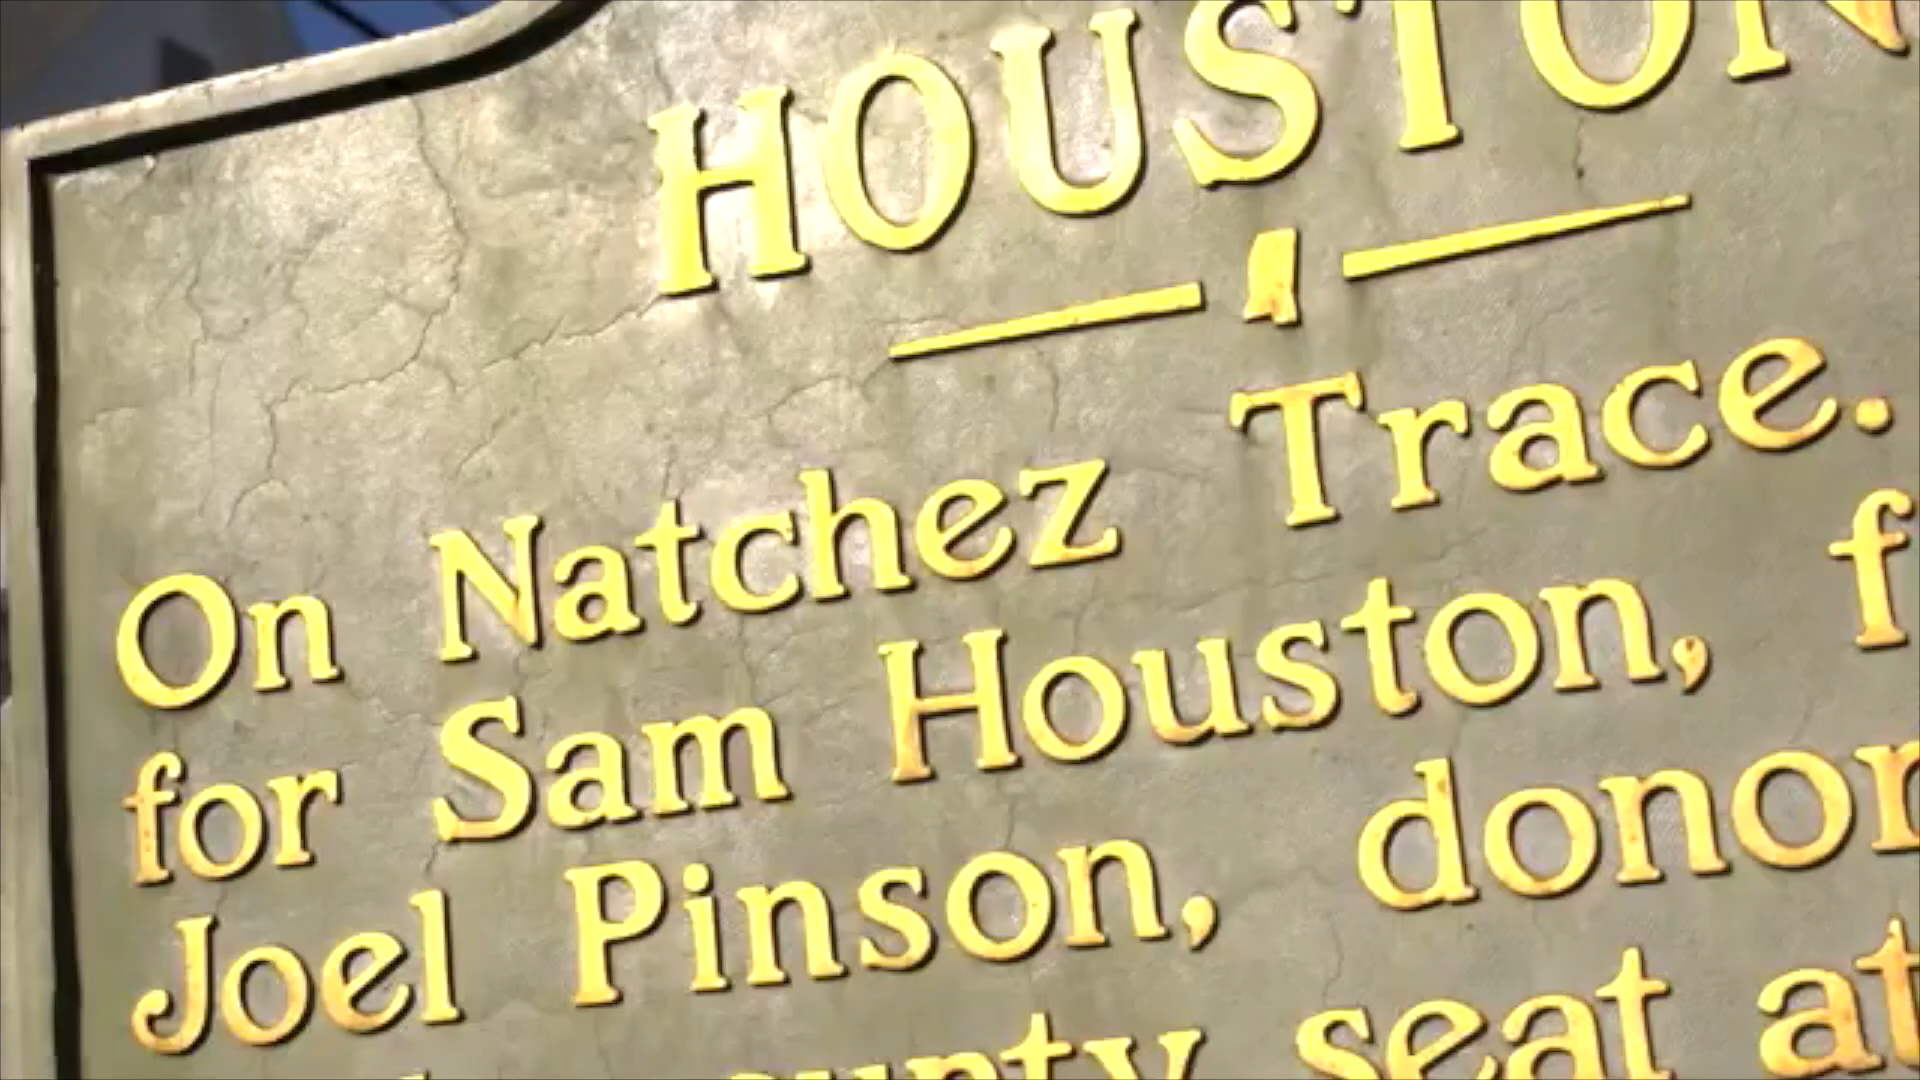 HOUSTON
On Natchez Trace.
for Sam Houston, f
Joel Pinson, donor
seat at